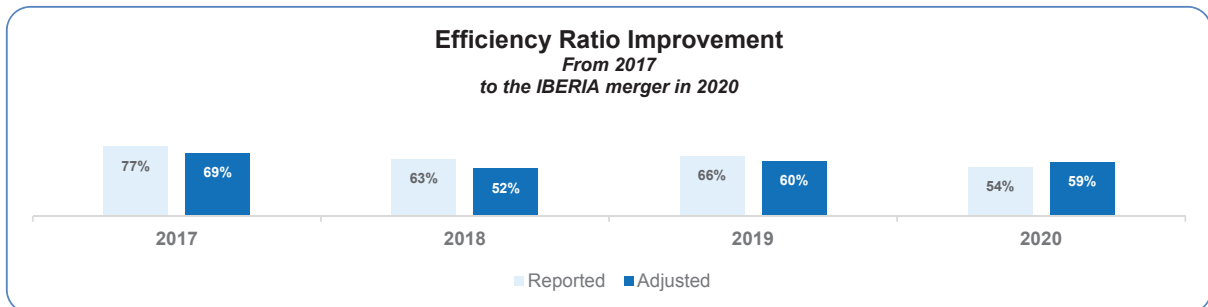 Efficiency Ratio Improvement
From 2017
to the IBERIA merger in 2020
77% 69% 63% 52% 66% 60% 54% 59%
2017 2018 2019 2020
Reported Adjusted